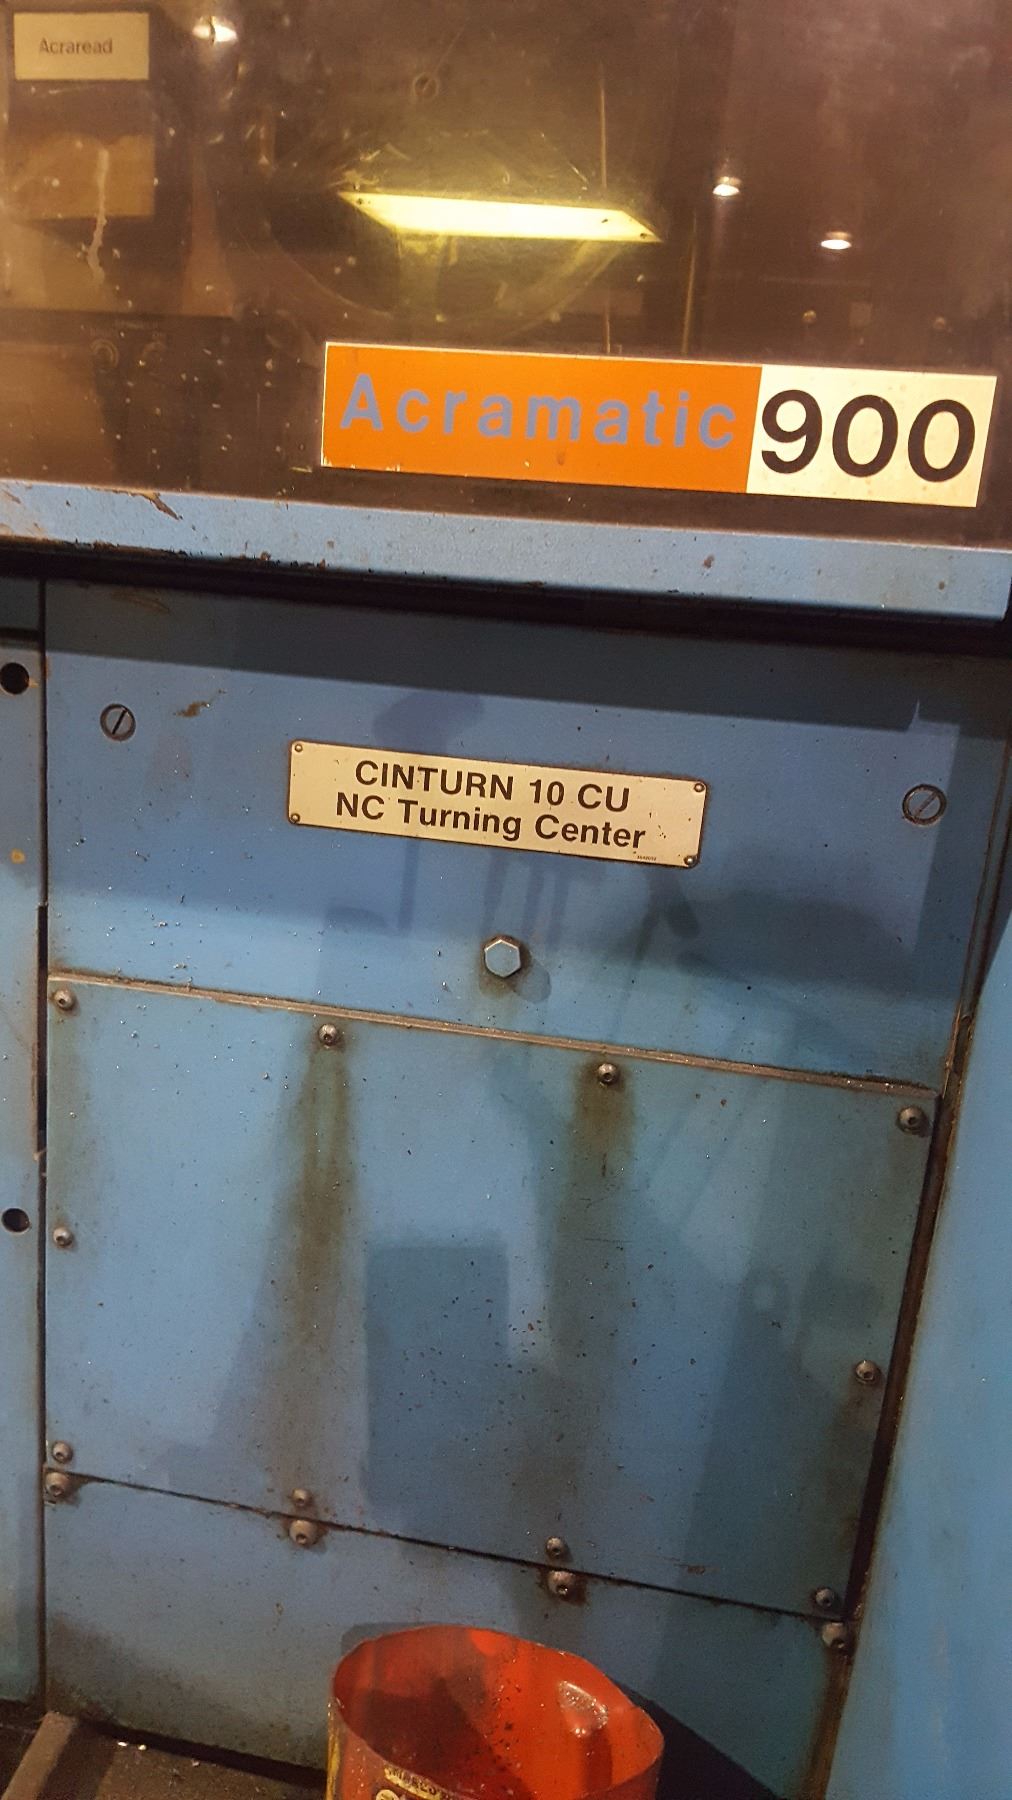 Acraread
Acramatic 900
CINTURN 10 CU
NC Turning Center